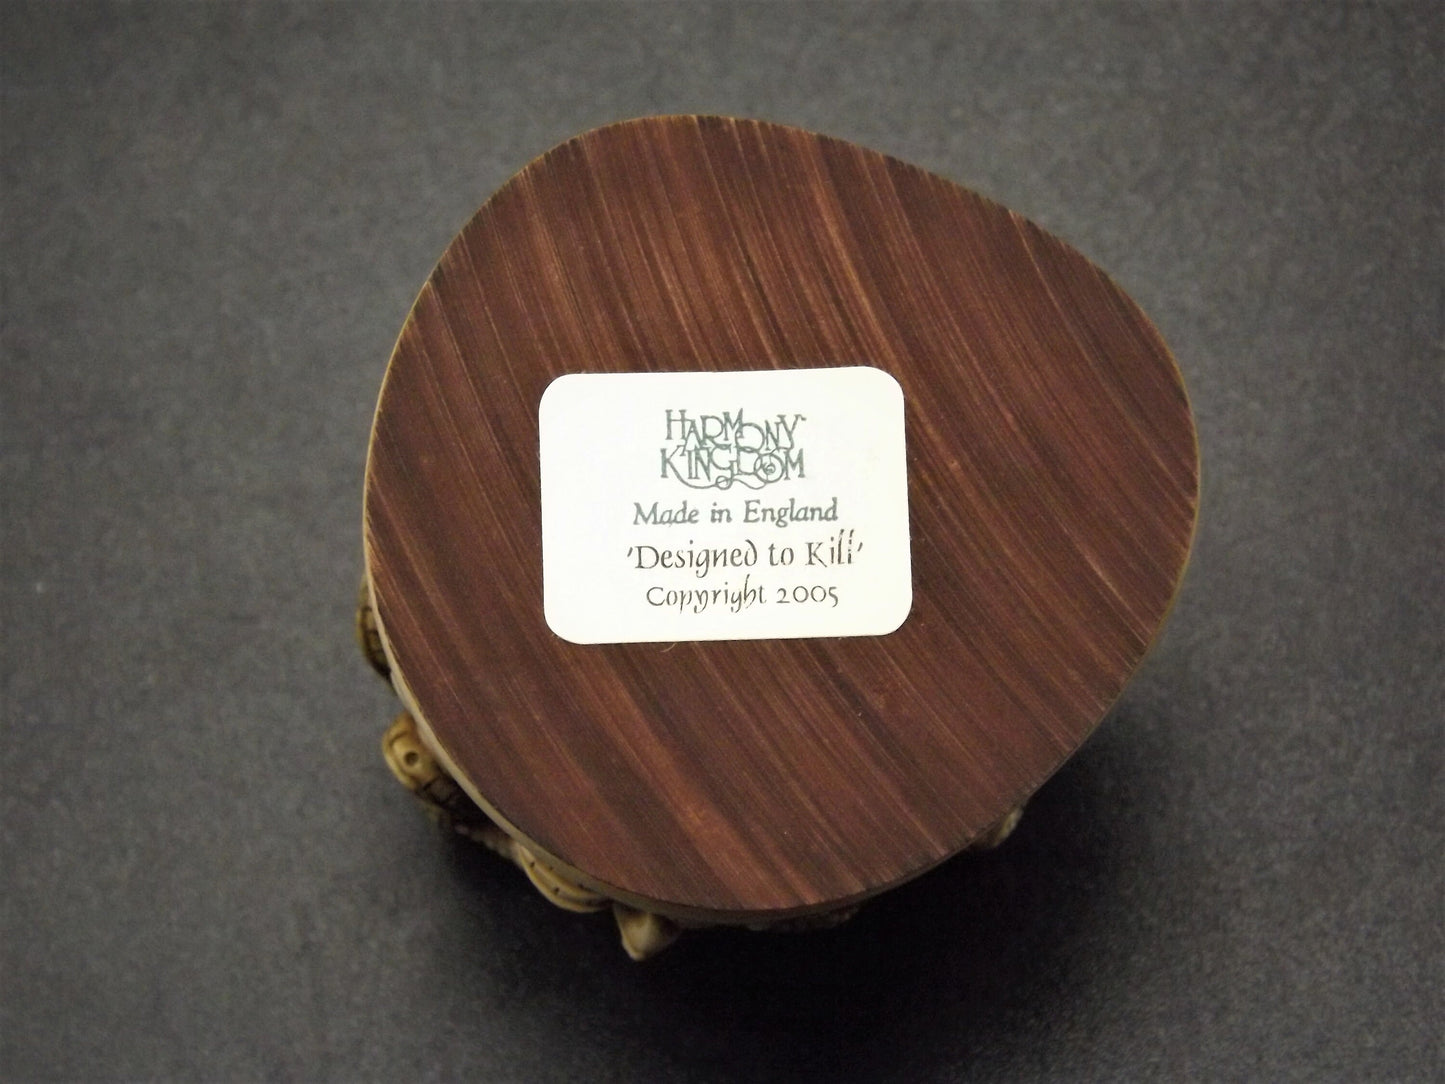 HARMONY
KINGDOM
Made in England
'Designed to Kill'
Copyright 2005